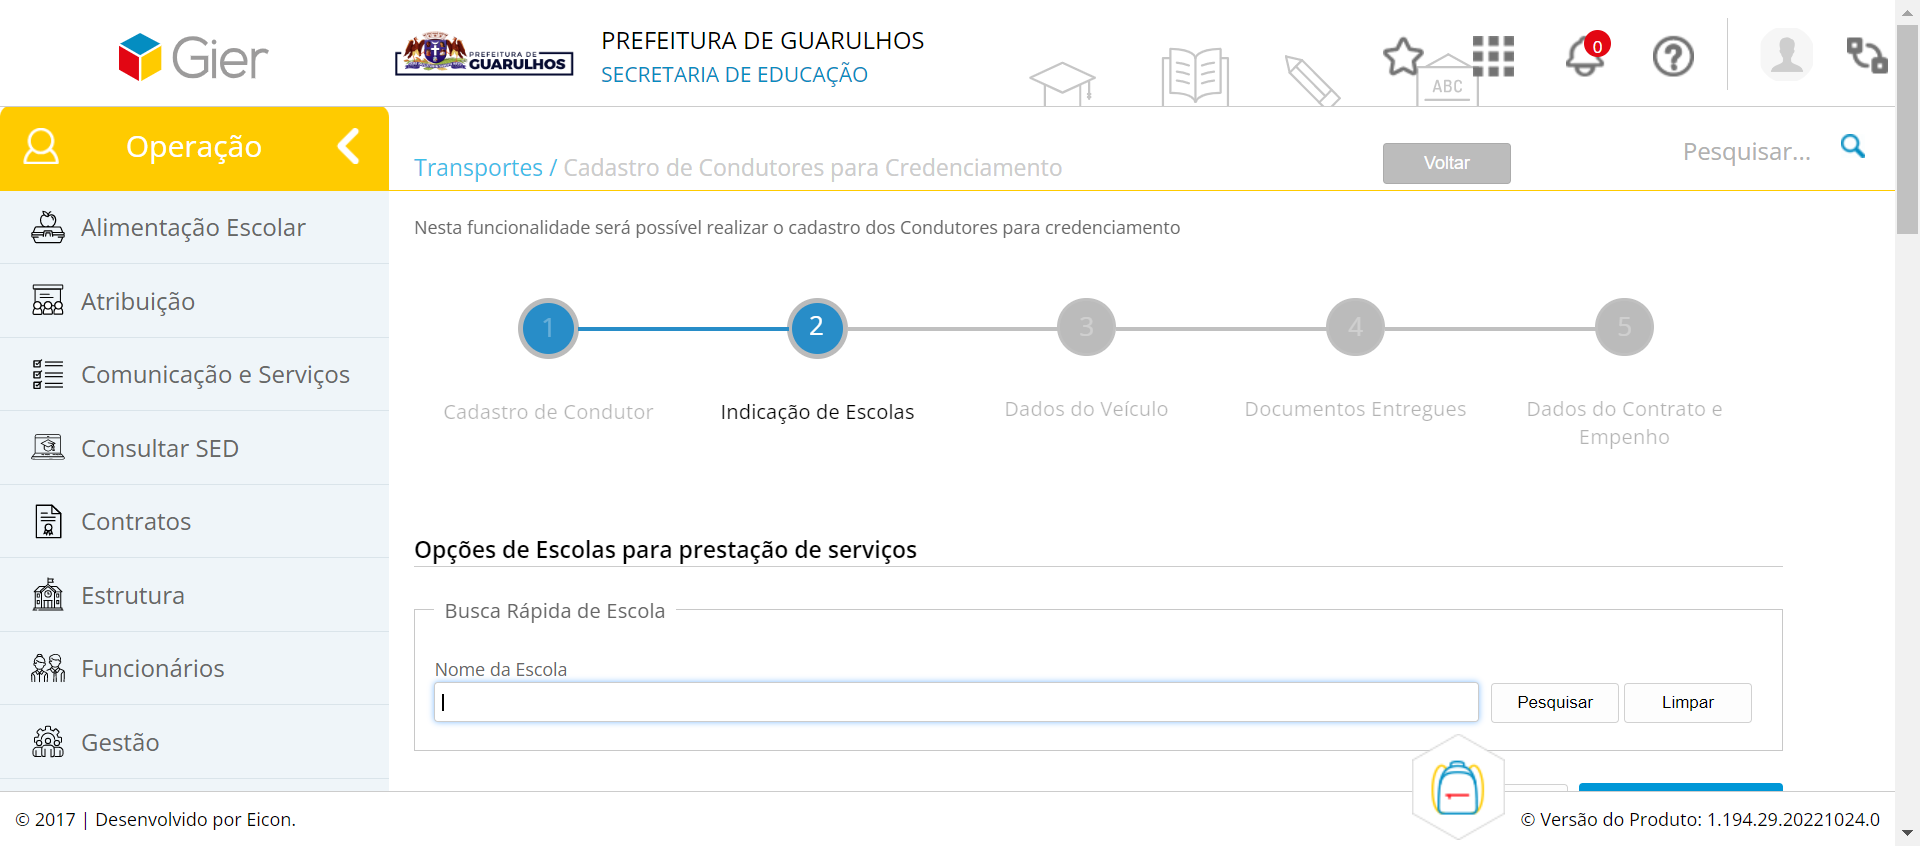 Gier
PREFEITURA DE
GUARULHOS
PREFEITURA DE GUARULHOS
SECRETARIA DE EDUCAÇÃO
ABC
0
Operação
Transportes / Cadastro de Condutores para Credenciamento
Voltar
Pesquisar...
Alimentação Escolar
Atribuição
Comunicação e Serviços
Consultar SED
Contratos
Estrutura
Funcionários
Gestão
Nesta funcionalidade será possível realizar o cadastro dos Condutores para credenciamento
1
2
3
4
5
Cadastro de Condutor
Indicação de Escolas
Dados do Veículo
Documentos Entregues
Dados do Contrato e
Empenho
Opções de Escolas para prestação de serviços
Busca Rápida de Escola
Nome da Escola
Pesquisar
Limpar
© 2017 | Desenvolvido por Eicon.
© Versão do Produto: 1.194.29.20221024.0